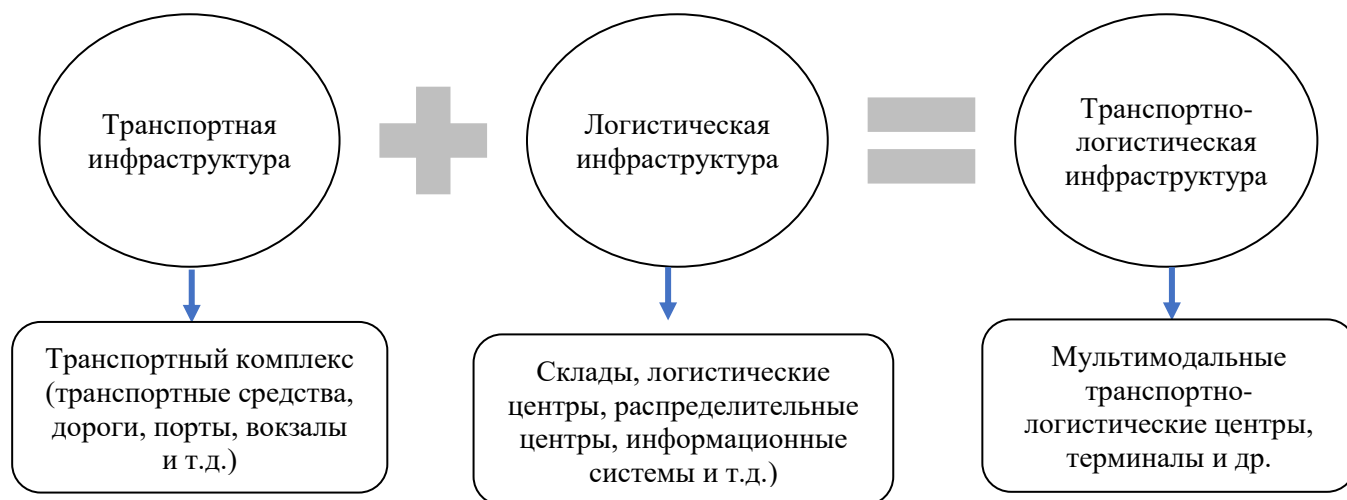 Транспортная
инфраструктура
Логистическая
инфраструктура
Транспортно-
логистическая
инфраструктура
Транспортный комплекс
(транспортные средства,
дороги, порты, вокзалы
и т.д.)
Склады, логистические
центры, распределительные
центры, информационные
системы и т.д.)
Мультимодальные
транспортно-
логистические центры,
терминалы и др.